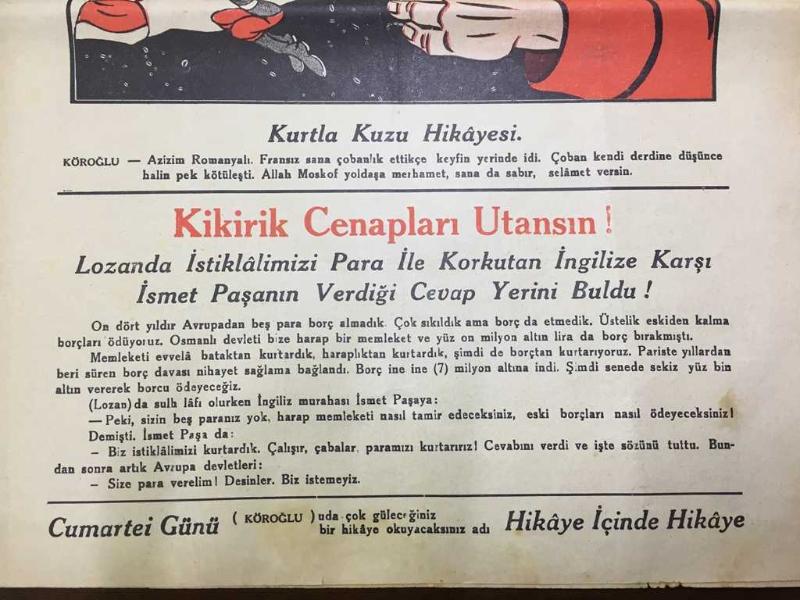 Kurtla Kuzu Hikâyesi.
KÖROĞLU — Azizim Romanyalı. Fransız sana çobanlık ettikçe keyfin yerinde idi. Çoban kendi derdine düşünce
halin pek kötüleşti. Allah Moskof yoldaşa merhamet, sana da sabır, selâmet versin.
Kikirik Cenapları Utansın !
Lozanda İstiklâlimizi Para İle Korkutan İngilize Karşı
İsmet Paşanın Verdiği Cevap Yerini Buldu !
On dört yıldır Avrupadan beş para borç almadık. Çok sıkıldık ama borç da etmedik. Üstelik eskiden kalma
borçları ödüyoruz. Osmanlı devleti bize harap bir memleket ve yüz on milyon altın lira da borç bırakmıştı.
Memleketi evvelâ bataktan kurtardık, haraplıktan kurtardık, şimdi de borçtan kurtarıyoruz. Pariste yıllardan
beri süren borç davası nihayet sağlama bağlandı. Borç ine ine (7) milyon altına indi. Şimdi senede sekiz yüz bin
altın vererek borcu ödeyeceğiz.
(Lozan)da sulh lâfı olurken İngiliz murahası İsmet Paşaya:
— Peki, sizin beş paranız yok, harap memleketi nasıl tamir edeceksiniz, eski borçları nasıl ödeyeceksiniz!
Demişti. İsmet Paşa da:
— Biz istiklâlimizi kurtardık. Çalışır, çabalar, paramızı kurtarırız! Cevabını verdi ve işte sözünü tuttu. Bun-
dan sonra artık Avrupa devletleri:
— Size para verelim! Desinler. Biz istemeyiz.
Cumartei Günü ( KÖROĞLU )uda çok güleceğiniz
bir hikâye okuyacaksınız adı Hikâye İçinde Hikâye